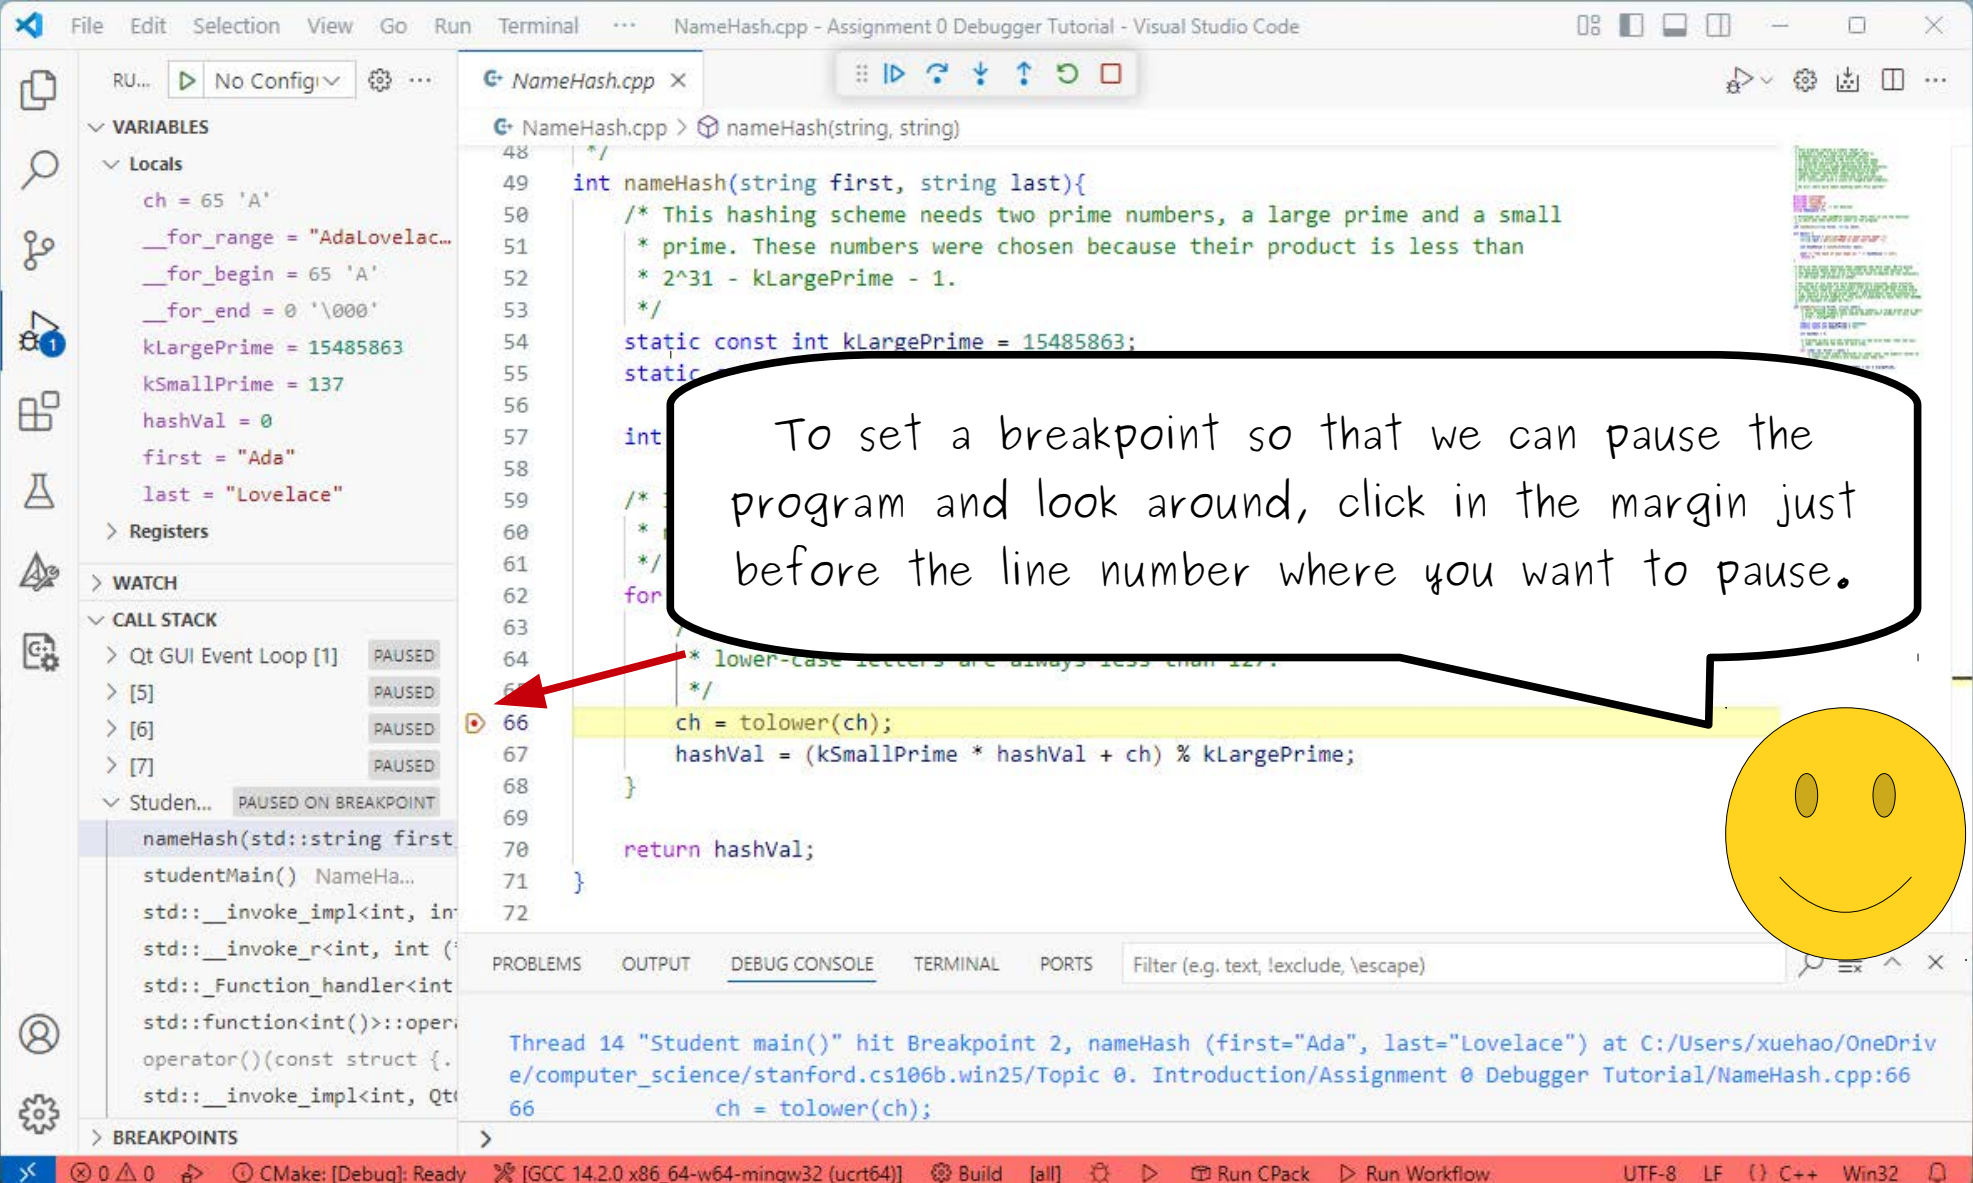 File Edit Selection View Go Run Terminal ··· NameHash.cpp - Assignment 0 Debugger Tutorial - Visual Studio Code
RU... No Config ···
NameHash.cpp
VARIABLES
NameHash.cpp > nameHash(string, string)
Locals
ch = 65 'A'
__for_range = "AdaLovelac...
__for_begin = 65 'A'
__for_end = 0 '\000'
kLargePrime = 15485863
kSmallPrime = 137
hashVal = 0
first = "Ada"
last = "Lovelace"
Registers
WATCH
CALL STACK
Qt GUI Event Loop [1] PAUSED
[5] PAUSED
[6] PAUSED
[7] PAUSED
Studen... PAUSED ON BREAKPOINT
nameHash(std::string first
studentMain() NameHa...
std::__invoke_impl<int, in
std::__invoke_r<int, int (
std::_Function_handler<int
std::function<int()>::oper
operator()(const struct {.
std::__invoke_impl<int, Qt
BREAKPOINTS
48 */
49 int nameHash(string first, string last){
50 /* This hashing scheme needs two prime numbers, a large prime and a small
51 * prime. These numbers were chosen because their product is less than
52 * 2^31 - kLargePrime - 1.
53 */
54 static const int kLargePrime = 15485863;
55 static
56
57 int
58
59 /*
60 *
61 */
62 for
63
64 * lower-case letters are always less than 127.
65 */
66 ch = tolower(ch);
67 hashVal = (kSmallPrime * hashVal + ch) % kLargePrime;
68 }
69
70 return hashVal;
71 }
72
To set a breakpoint so that we can pause the
program and look around, click in the margin just
before the line number where you want to pause.
PROBLEMS OUTPUT DEBUG CONSOLE TERMINAL PORTS Filter (e.g. text, !exclude, \escape)
Thread 14 "Student main()" hit Breakpoint 2, nameHash (first="Ada", last="Lovelace") at C:/Users/xuehao/OneDriv
e/computer_science/stanford.cs106b.win25/Topic 0. Introduction/Assignment 0 Debugger Tutorial/NameHash.cpp:66
66 ch = tolower(ch);
>
0 0 CMake: [Debug]: Ready [GCC 14.2.0 x86_64-w64-mingw32 (ucrt64)] Build [all] Run CPack Run Workflow UTF-8 LF {} C++ Win32